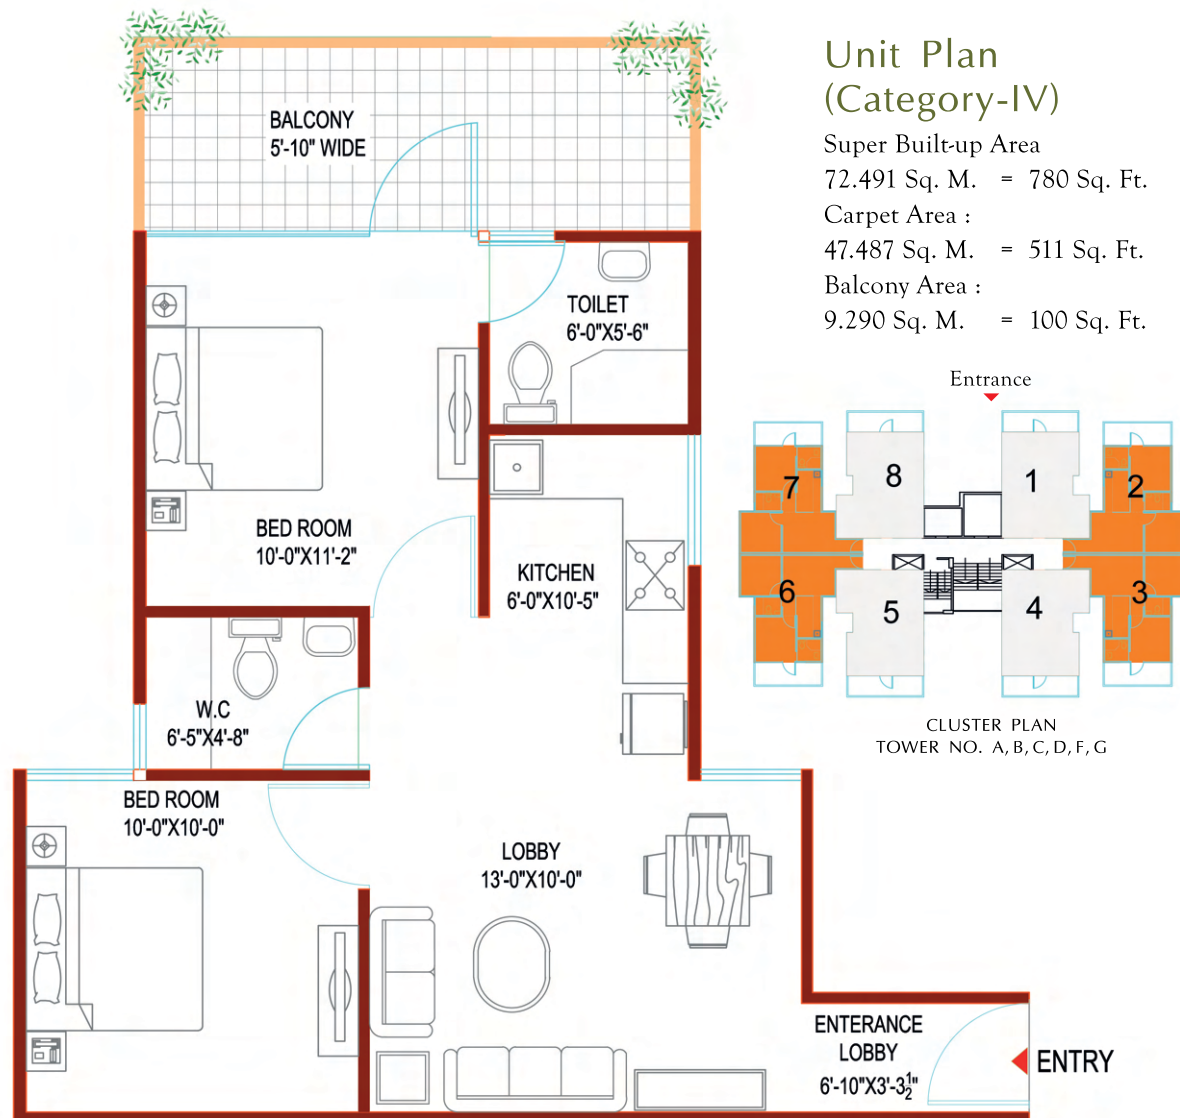 Unit Plan
(Category-IV)
Super Built-up Area
72.491 Sq. M. = 780 Sq. Ft.
Carpet Area :
47.487 Sq. M. = 511 Sq. Ft.
Balcony Area :
9.290 Sq. M. = 100 Sq. Ft.
BALCONY
5'-10" WIDE
TOILET
6'-0"X5'-6"
BED ROOM
10'-0"X11'-2"
KITCHEN
6'-0"X10'-5"
W.C
6'-5"X4'-8"
BED ROOM
10'-0"X10'-0"
LOBBY
13'-0"X10'-0"
ENTERANCE
LOBBY
6'-10"X3'-3½"
ENTRY
Entrance
7
8
1
2
6
5
4
3
CLUSTER PLAN
TOWER NO. A, B, C, D, F, G